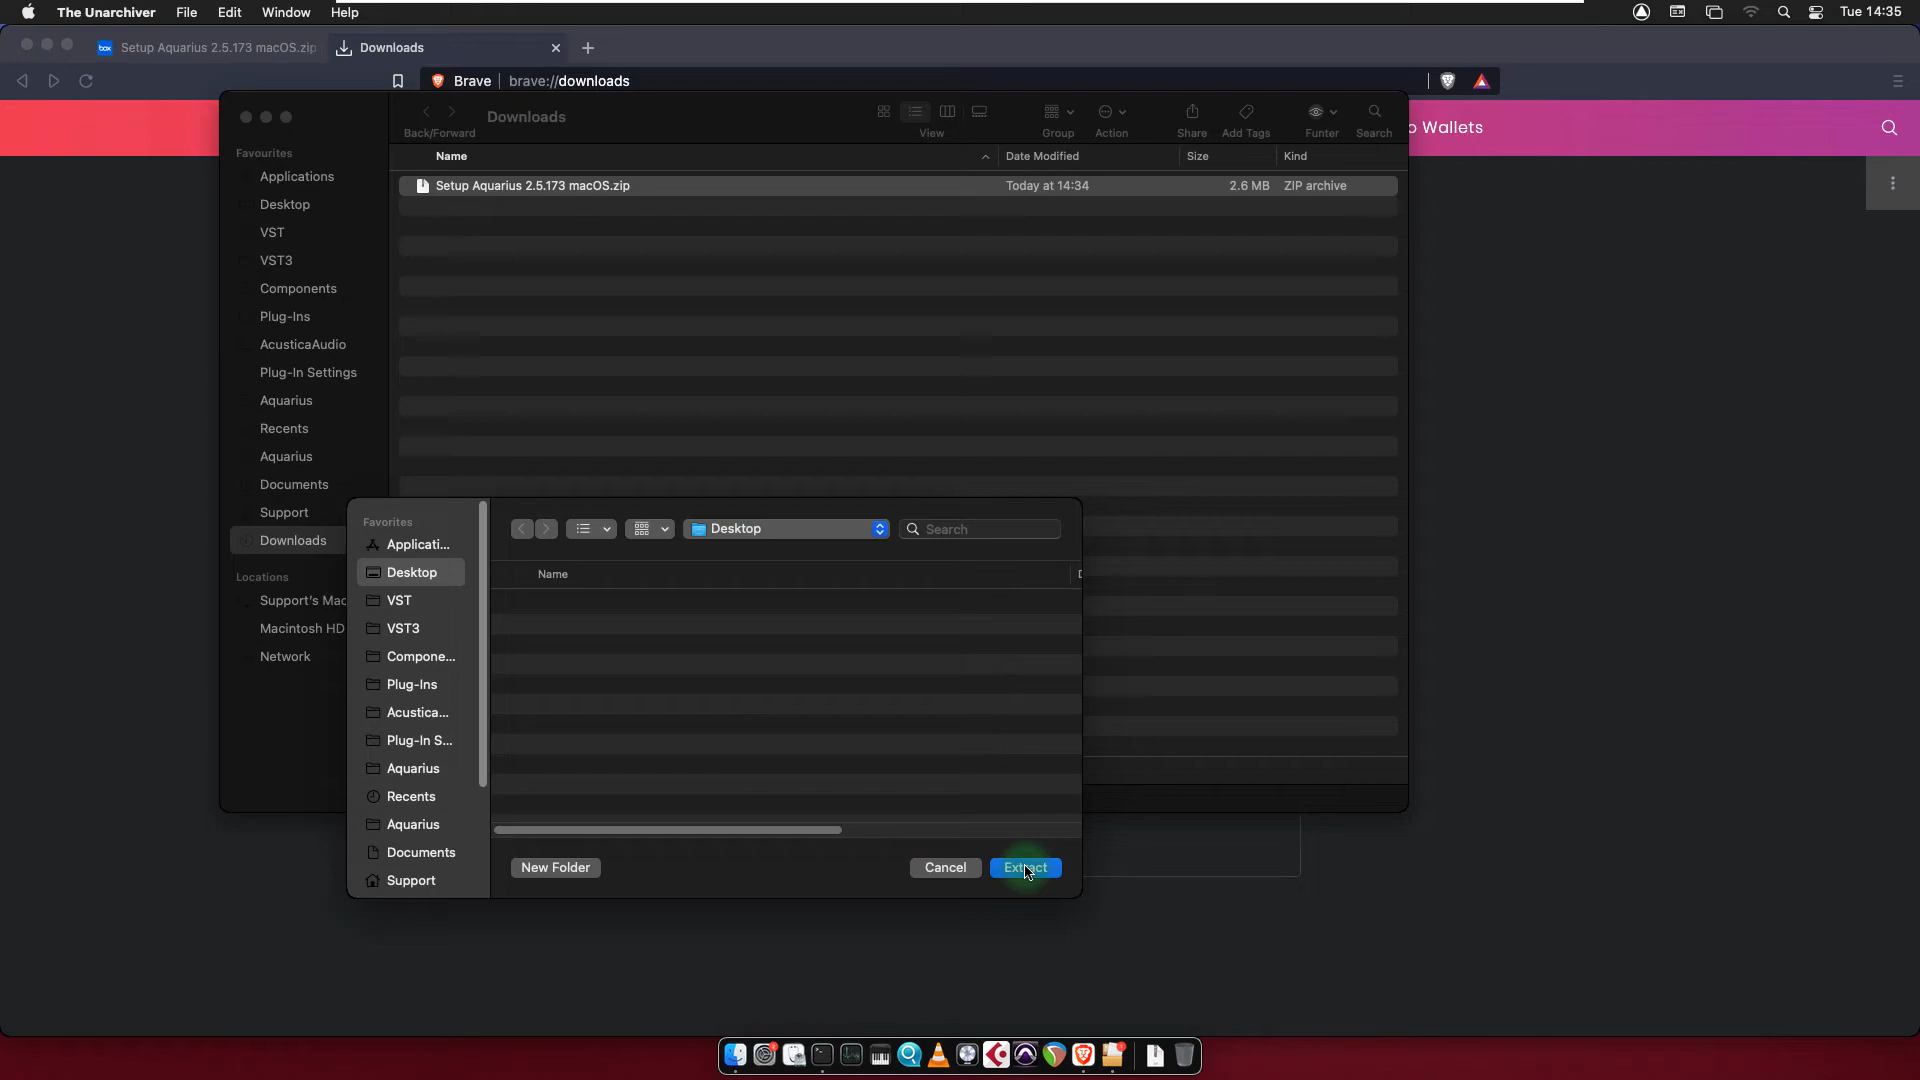 The Unarchiver File Edit Window Help Tue 14:35
box Setup Aquarius 2.5.173 macOS.zip Downloads
Brave brave://downloads
Downloads
Back/Forward View Group Action Share Add Tags Funter Search
o Wallets
Favourites
Name Date Modified Size Kind
Applications
Setup Aquarius 2.5.173 macOS.zip Today at 14:34 2.6 MB ZIP archive
Desktop
VST
VST3
Components
Plug-Ins
AcusticaAudio
Plug-In Settings
Aquarius
Recents
Aquarius
Documents
Support
Downloads
Locations
Support's Mac
Macintosh HD
Network
Favorites
Desktop Search
Applicati...
Desktop
Name D
VST
VST3
Compone...
Plug-Ins
Acustica...
Plug-In S...
Aquarius
Recents
Aquarius
Documents
Support
New Folder Cancel Extract